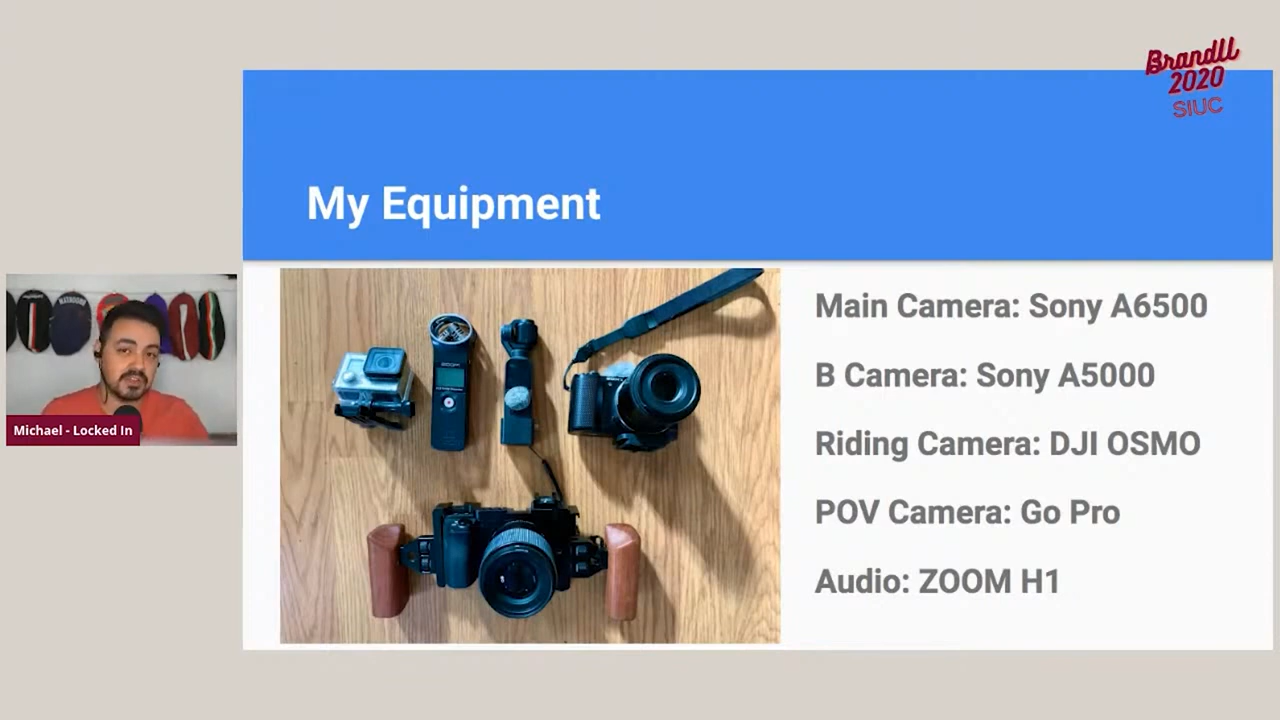 BrandU
2020
SIUC
My Equipment
Main Camera: Sony A6500
B Camera: Sony A5000
Riding Camera: DJI OSMO
POV Camera: Go Pro
Audio: ZOOM H1
Michael - Locked In
zoom